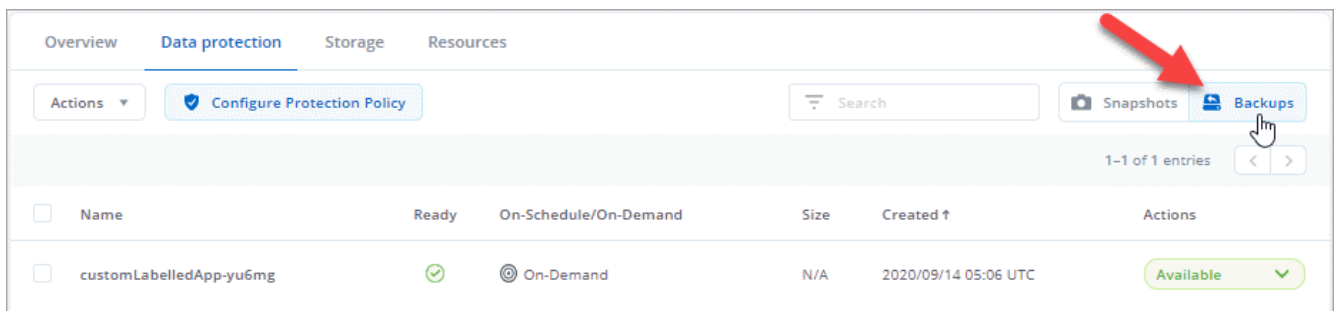 Overview Data protection Storage Resources
Actions Configure Protection Policy Search Snapshots Backups
1–1 of 1 entries
Name Ready On-Schedule/On-Demand Size Created ↑ Actions
customLabelledApp-yu6mg On-Demand N/A 2020/09/14 05:06 UTC Available